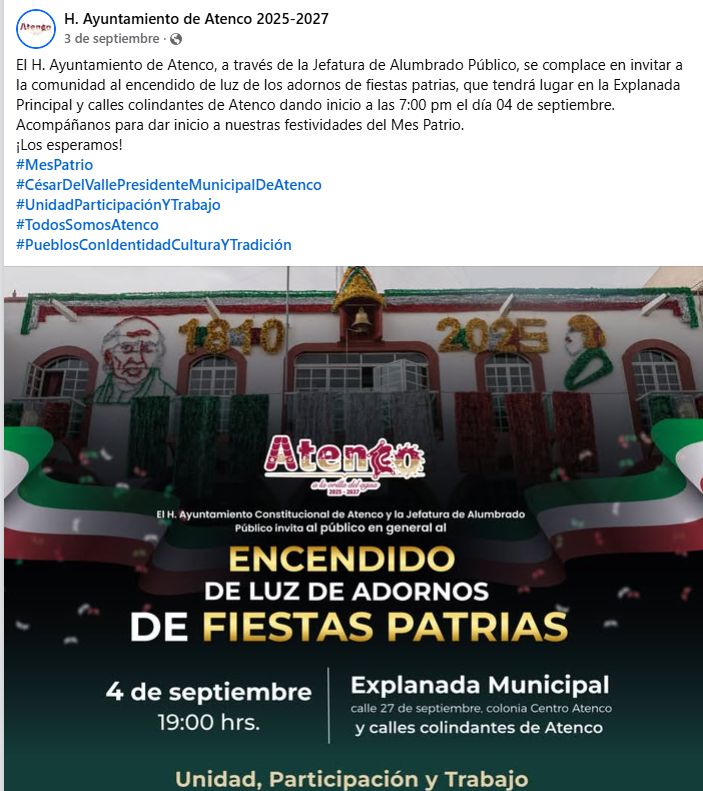 Atenco
H. Ayuntamiento de Atenco 2025-2027
3 de septiembre ·
El H. Ayuntamiento de Atenco, a través de la Jefatura de Alumbrado Público, se complace en invitar a
la comunidad al encendido de luz de los adornos de fiestas patrias, que tendrá lugar en la Explanada
Principal y calles colindantes de Atenco dando inicio a las 7:00 pm el día 04 de septiembre.
Acompáñanos para dar inicio a nuestras festividades del Mes Patrio.
¡Los esperamos!
#MesPatrio
#CésarDelVallePresidenteMunicipalDeAtenco
#UnidadParticipaciónYTrabajo
#TodosSomosAtenco
#PueblosConIdentidadCulturaYTradición
1810 2025
Atenco
a la orilla del agua
2025 - 2027
El H. Ayuntamiento Constitucional de Atenco y la Jefatura de Alumbrado
Público invita al público en general al
ENCENDIDO
DE LUZ DE ADORNOS
DE FIESTAS PATRIAS
4 de septiembre
19:00 hrs.
Explanada Municipal
calle 27 de septiembre, colonia Centro Atenco
y calles colindantes de Atenco
Unidad, Participación y Trabajo